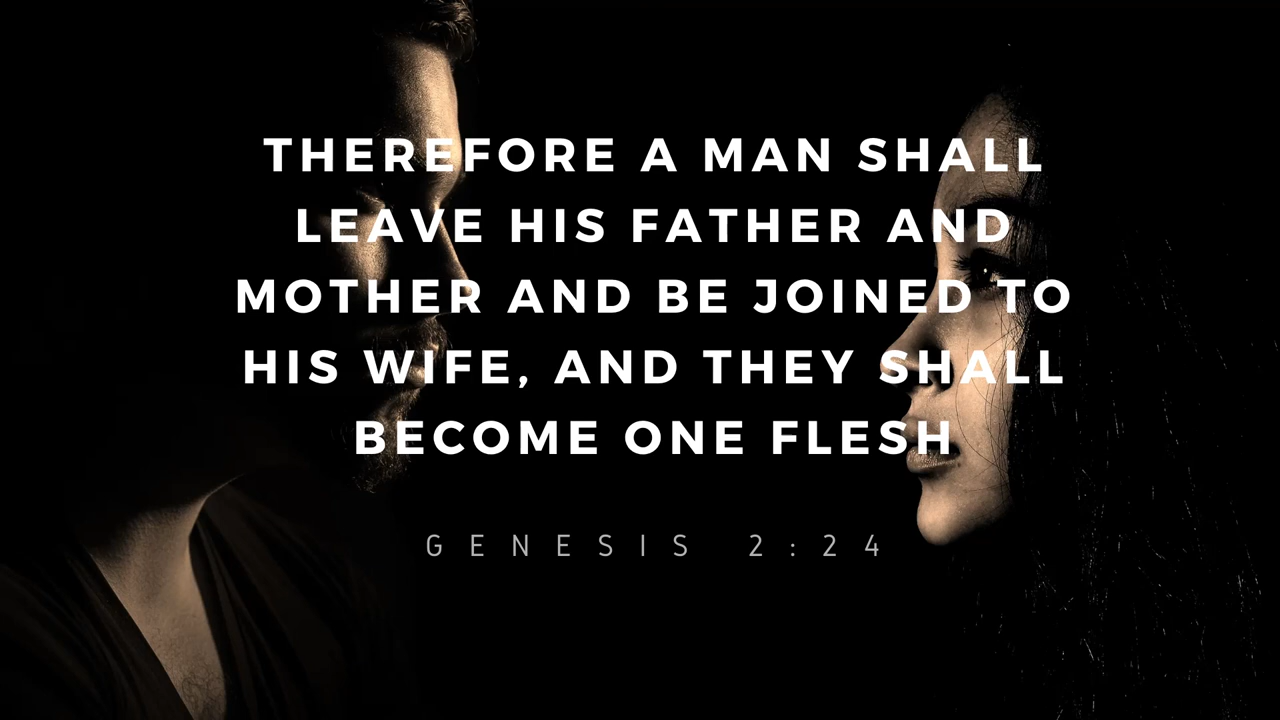 THEREFORE A MAN SHALL
LEAVE HIS FATHER AND
MOTHER AND BE JOINED TO
HIS WIFE, AND THEY SHALL
BECOME ONE FLESH
GENESIS 2:24